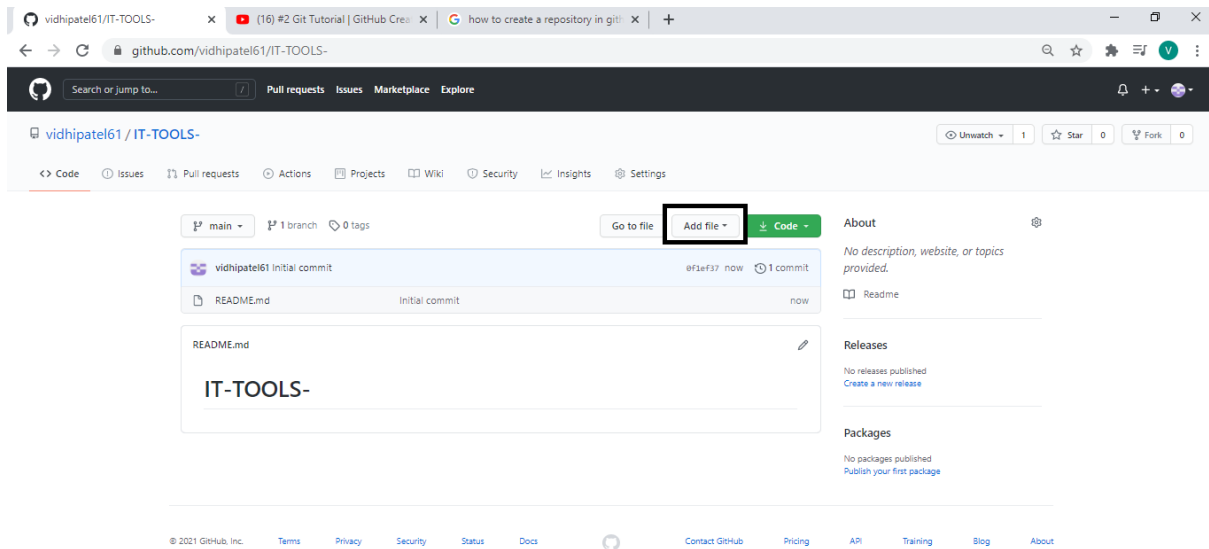 vidhipatel61/IT-TOOLS-
(16) #2 Git Tutorial | GitHub Crea
how to create a repository in gith
github.com/vidhipatel61/IT-TOOLS-
V
Search or jump to... / Pull requests Issues Marketplace Explore
vidhipatel61 / IT-TOOLS- Unwatch 1 Star 0 Fork 0
Code Issues Pull requests Actions Projects Wiki Security Insights Settings
main 1 branch 0 tags Go to file Add file Code
vidhipatel61 Initial commit 0f1ef37 now 1 commit
README.md Initial commit now
README.md
IT-TOOLS-
About
No description, website, or topics
provided.
Readme
Releases
No releases published
Create a new release
Packages
No packages published
Publish your first package
© 2021 GitHub, Inc. Terms Privacy Security Status Docs Contact GitHub Pricing API Training Blog About